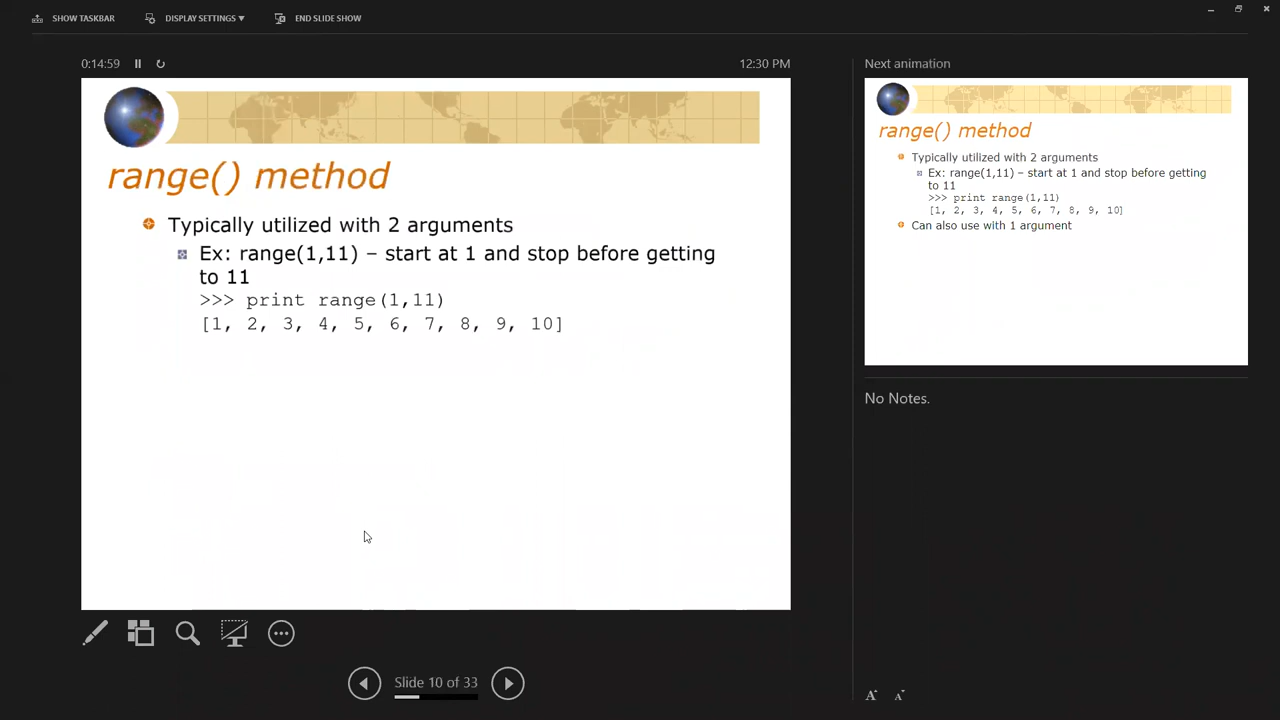 SHOW TASKBAR
DISPLAY SETTINGS ▼
END SLIDE SHOW
0:14:59
12:30 PM
range() method
Typically utilized with 2 arguments
Ex: range(1,11) – start at 1 and stop before getting
to 11
>>> print range(1,11)
[1, 2, 3, 4, 5, 6, 7, 8, 9, 10]
Slide 10 of 33
Next animation
range() method
Typically utilized with 2 arguments
Ex: range(1,11) – start at 1 and stop before getting
to 11
>>> print range(1,11)
[1, 2, 3, 4, 5, 6, 7, 8, 9, 10]
Can also use with 1 argument
No Notes.
A A